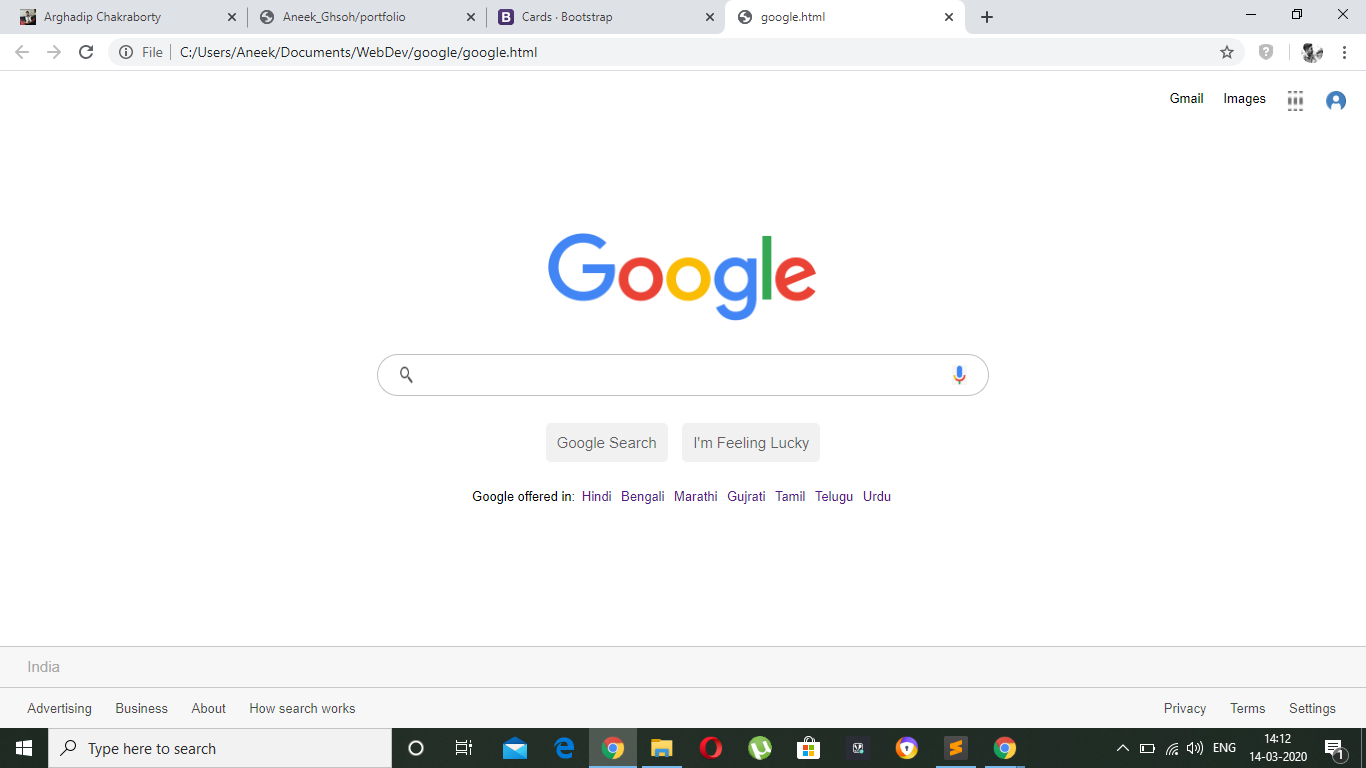 Arghadip Chakraborty
Aneek_Ghsoh/portfolio
B Cards · Bootstrap
google.html
File C:/Users/Aneek/Documents/WebDev/google/google.html
Gmail Images
Google
Google Search I'm Feeling Lucky
Google offered in: Hindi Bengali Marathi Gujrati Tamil Telugu Urdu
India
Advertising Business About How search works Privacy Terms Settings
Type here to search
ENG
14:12
14-03-2020
1